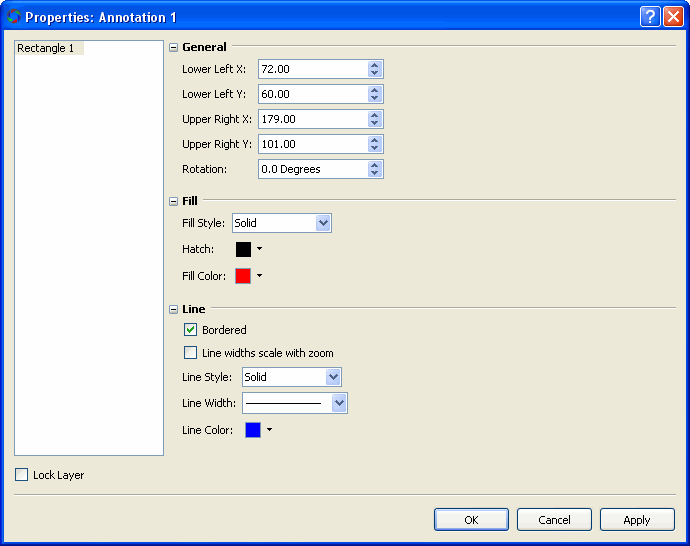 Properties: Annotation 1
Rectangle 1
General
Lower Left X: 72.00
Lower Left Y: 60.00
Upper Right X: 179.00
Upper Right Y: 101.00
Rotation: 0.0 Degrees
Fill
Fill Style: Solid
Hatch:
Fill Color:
Line
Bordered
Line widths scale with zoom
Line Style: Solid
Line Width:
Line Color:
Lock Layer
OK Cancel Apply